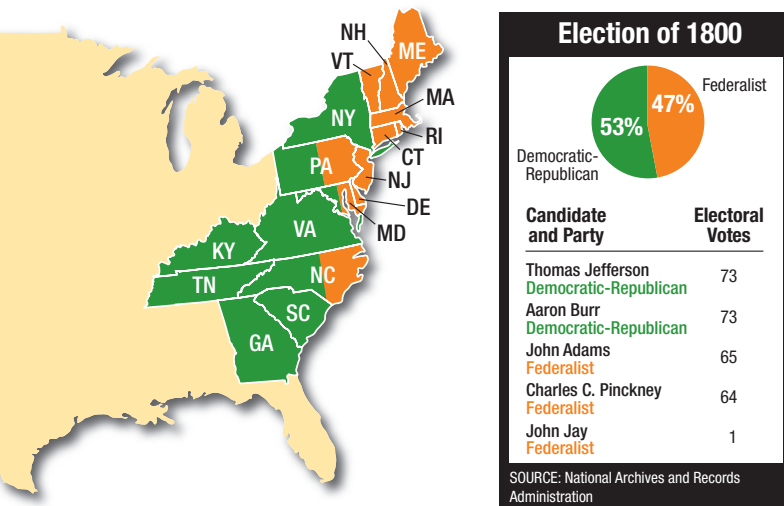 NH
ME
VT
MA
NY
RI
CT
PA
NJ
DE
MD
VA
KY
NC
TN
SC
GA
Election of 1800
Federalist
47%
53%
Democratic-
Republican
Candidate Electoral
and Party Votes
Thomas Jefferson 73
Democratic-Republican
Aaron Burr 73
Democratic-Republican
John Adams 65
Federalist
Charles C. Pinckney 64
Federalist
John Jay 1
Federalist
SOURCE: National Archives and Records
Administration